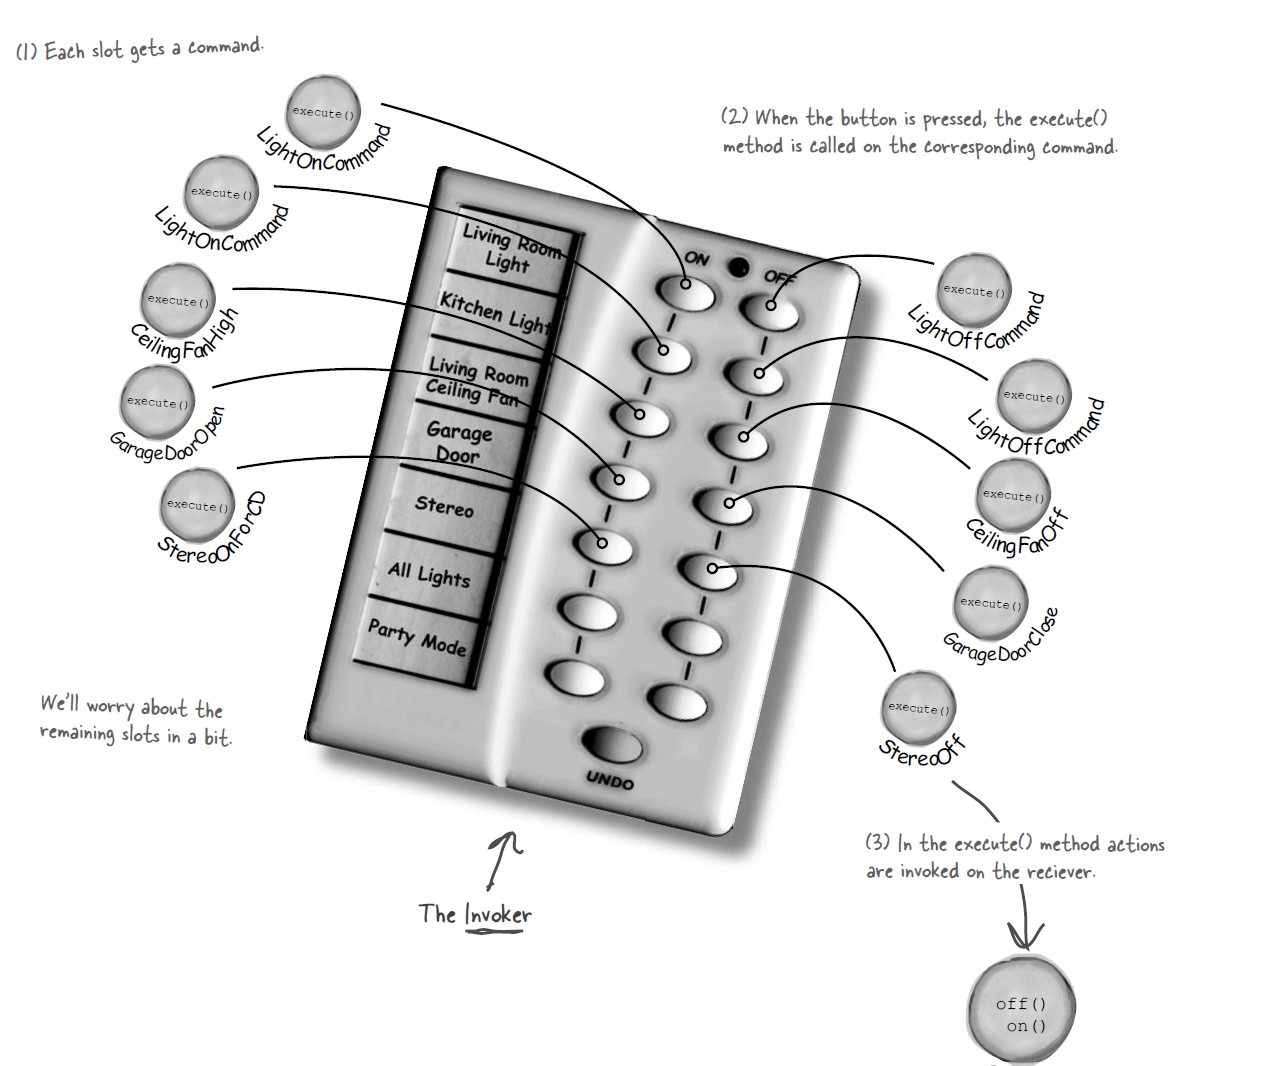 (1) Each slot gets a command.
execute()
LightOnCommand
execute()
LightOnCommand
execute()
CeilingFanHigh
execute()
GarageDoorOpen
execute()
StereoOnForCD
We'll worry about the
remaining slots in a bit.
Living Room
Light
Kitchen Light
Living Room
Ceiling Fan
Garage
Door
Stereo
All Lights
Party Mode
ON
OFF
UNDO
The Invoker
(2) When the button is pressed, the execute()
method is called on the corresponding command.
execute()
LightOffCommand
execute()
LightOffCommand
execute()
CeilingFanOff
execute()
GarageDoorClose
execute()
StereoOff
(3) In the execute() method actions
are invoked on the reciever.
off()
on()